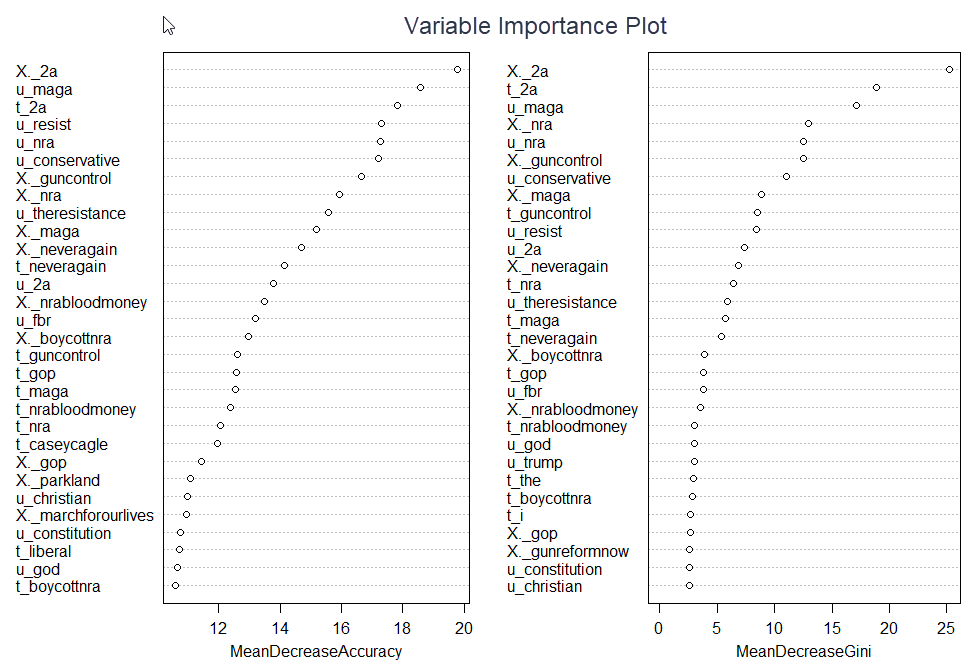 Variable Importance Plot
X._2a
u_maga
t_2a
u_resist
u_nra
u_conservative
X._guncontrol
X._nra
u_theresistance
X._maga
X._neveragain
t_neveragain
u_2a
X._nrabloodmoney
u_fbr
X._boycottnra
t_guncontrol
t_gop
t_maga
t_nrabloodmoney
t_nra
t_caseycagle
X._gop
X._parkland
u_christian
X._marchforourlives
u_constitution
t_liberal
u_god
t_boycottnra
12 14 16 18 20
MeanDecreaseAccuracy
X._2a
t_2a
u_maga
X._nra
u_nra
X._guncontrol
u_conservative
X._maga
t_guncontrol
u_resist
u_2a
X._neveragain
t_nra
u_theresistance
t_maga
t_neveragain
X._boycottnra
t_gop
u_fbr
X._nrabloodmoney
t_nrabloodmoney
u_god
u_trump
t_the
t_boycottnra
t_i
X._gop
X._gunreformnow
u_constitution
u_christian
0 5 10 15 20 25
MeanDecreaseGini